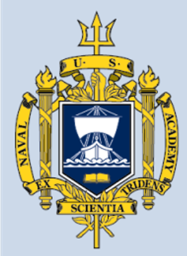 U · S ·
NAVAL ACADEMY
EX SCIENTIA TRIDENS